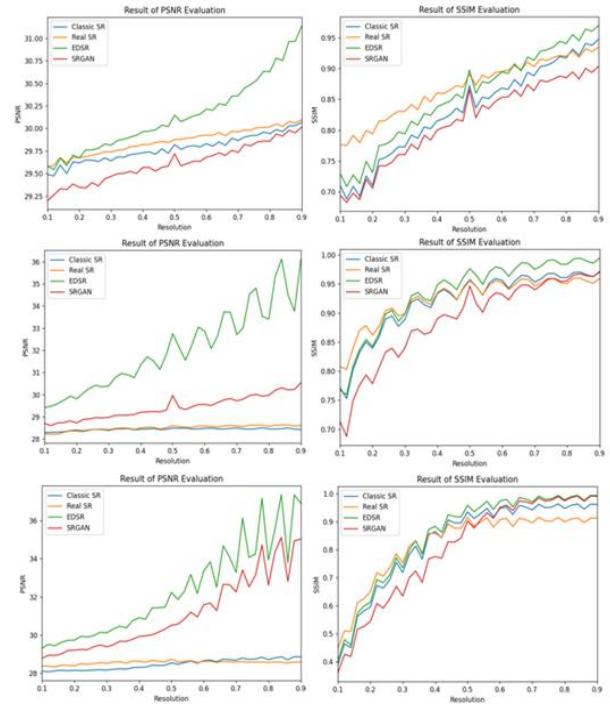 Result of PSNR Evaluation
Classic SR
Real SR
EDSR
SRGAN
31.00
30.75
30.50
30.25
30.00
29.75
29.50
29.25
PSNR
0.1 0.2 0.3 0.4 0.5 0.6 0.7 0.8 0.9
Resolution
Result of SSIM Evaluation
Classic SR
Real SR
EDSR
SRGAN
0.95
0.90
0.85
0.80
0.75
0.70
SSIM
0.1 0.2 0.3 0.4 0.5 0.6 0.7 0.8 0.9
Resolution
Result of PSNR Evaluation
Classic SR
Real SR
EDSR
SRGAN
36
35
34
33
32
31
30
29
28
PSNR
0.1 0.2 0.3 0.4 0.5 0.6 0.7 0.8 0.9
Resolution
Result of SSIM Evaluation
Classic SR
Real SR
EDSR
SRGAN
1.00
0.95
0.90
0.85
0.80
0.75
0.70
SSIM
0.1 0.2 0.3 0.4 0.5 0.6 0.7 0.8 0.9
Resolution
Result of PSNR Evaluation
Classic SR
Real SR
EDSR
SRGAN
36
34
32
30
28
PSNR
0.1 0.2 0.3 0.4 0.5 0.6 0.7 0.8 0.9
Resolution
Result of SSIM Evaluation
Classic SR
Real SR
EDSR
SRGAN
1.0
0.9
0.8
0.7
0.6
0.5
0.4
SSIM
0.1 0.2 0.3 0.4 0.5 0.6 0.7 0.8 0.9
Resolution